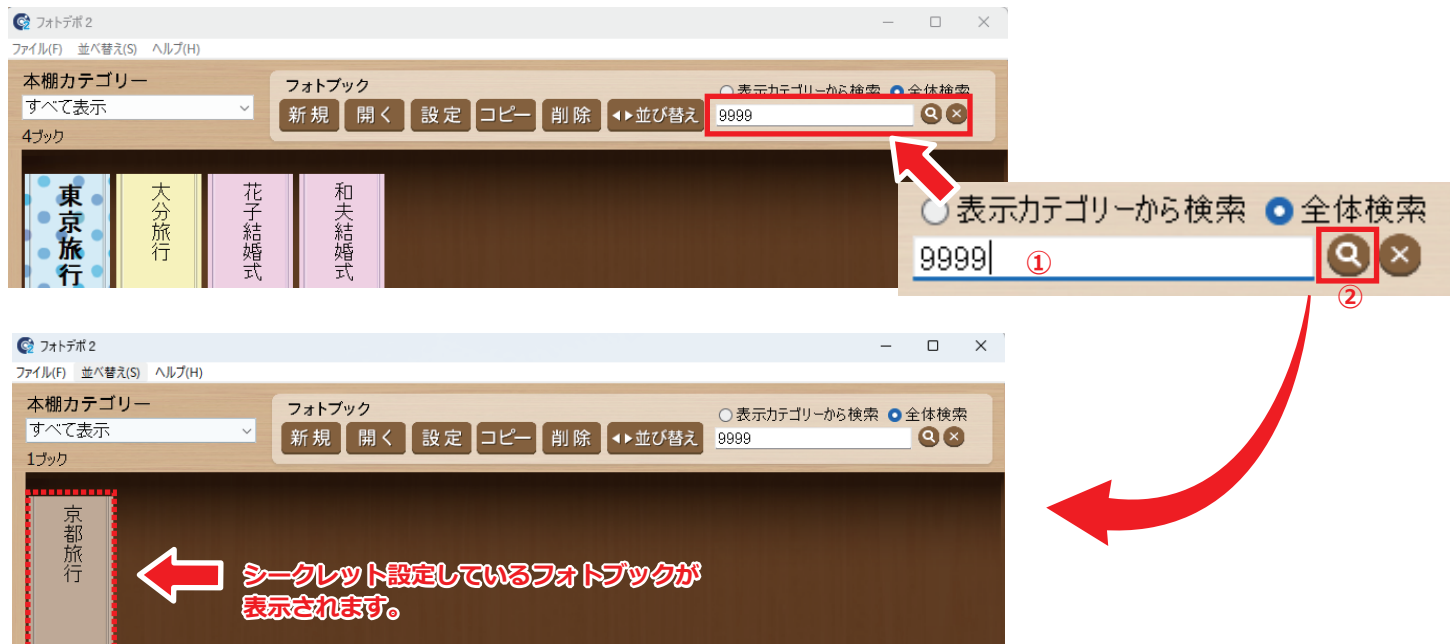 フォトデポ2
ファイル(F) 並べ替え(S) ヘルプ(H)
本棚カテゴリー
すべて表示
4ブック
フォトブック
新規 開く 設定 コピー 削除 並び替え
表示カテゴリーから検索 全体検索
9999
東京旅行
大分旅行
花子結婚式
和夫結婚式
表示カテゴリーから検索 全体検索
9999 ①
②
フォトデポ2
ファイル(F) 並べ替え(S) ヘルプ(H)
本棚カテゴリー
すべて表示
1ブック
フォトブック
新規 開く 設定 コピー 削除 並び替え
表示カテゴリーから検索 全体検索
9999
京都旅行
シークレット設定しているフォトブックが
表示されます。